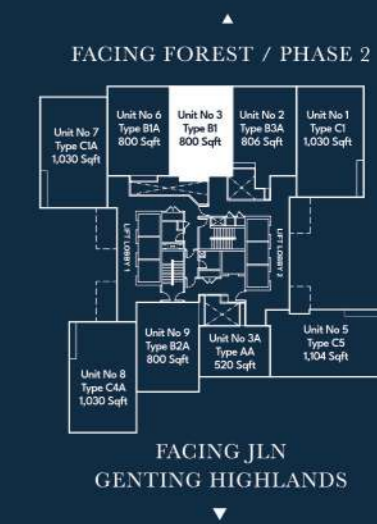 FACING FOREST / PHASE 2
Unit No 7
Type C1A
1,030 Sqft
Unit No 6
Type B1A
800 Sqft
Unit No 3
Type B1
800 Sqft
Unit No 2
Type B3A
806 Sqft
Unit No 1
Type C1
1,030 Sqft
LIFT LOBBY 1
LIFT LOBBY 2
Unit No 8
Type C4A
1,030 Sqft
Unit No 9
Type B2A
800 Sqft
Unit No 3A
Type AA
520 Sqft
Unit No 5
Type C5
1,104 Sqft
FACING JLN
GENTING HIGHLANDS